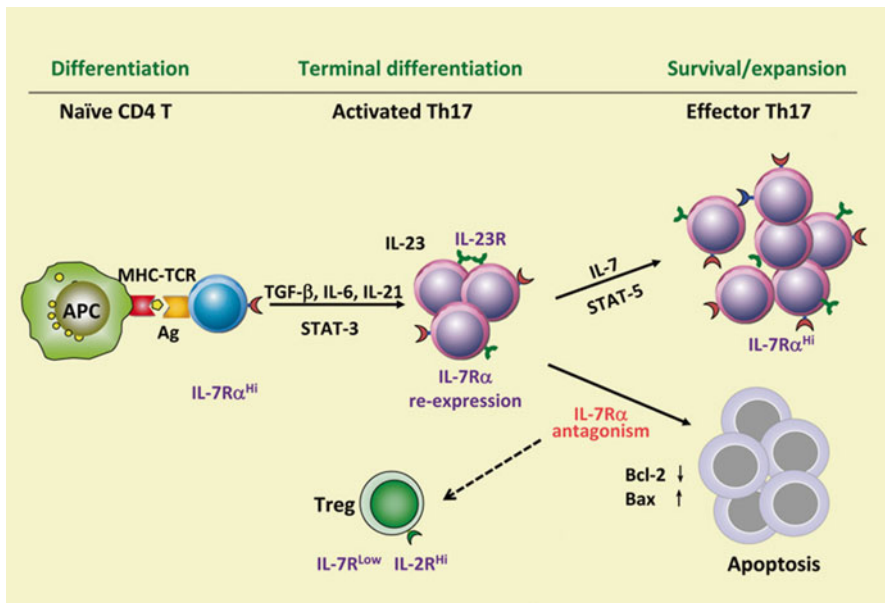 Differentiation
Terminal differentiation
Survival/expansion
Naïve CD4 T
Activated Th17
Effector Th17
IL-23
IL-23R
MHC-TCR
APC
Ag
TGF-β, IL-6, IL-21
STAT-3
IL-7
STAT-5
IL-7Rα^Hi
IL-7Rα
re-expression
IL-7Rα^Hi
IL-7Rα
antagonism
Bcl-2 ↓
Bax ↑
Treg
IL-7R^Low IL-2R^Hi
Apoptosis